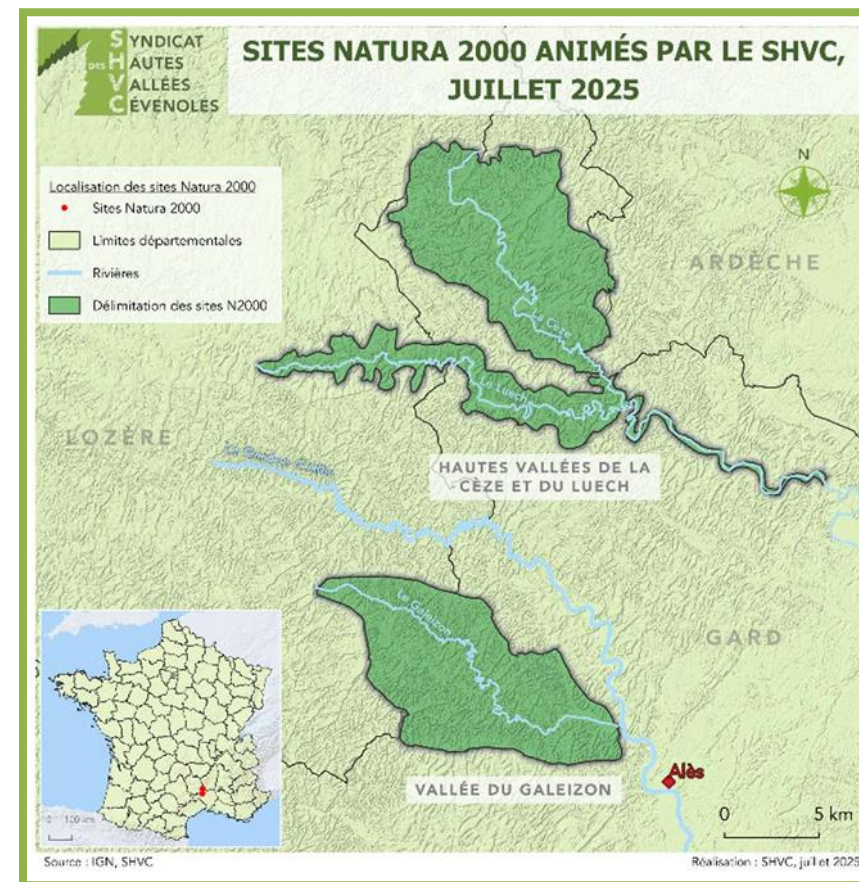 SYNDICAT
DES HAUTES
VALLÉES
CÉVENOLES
SITES NATURA 2000 ANIMÉS PAR LE SHVC,
JUILLET 2025
Localisation des sites Natura 2000
Sites Natura 2000
Limites départementales
Rivières
Délimitation des sites N2000
N
ARDÈCHE
La Cèze
Le Luech
LOZÈRE
HAUTES VALLÉES DE LA
CÈZE ET DU LUECH
Le Galeizon
GARD
Alès
VALLÉE DU GALEIZON
0 100 km
0 5 km
Source : IGN, SHVC
Réalisation : SHVC, juillet 2025